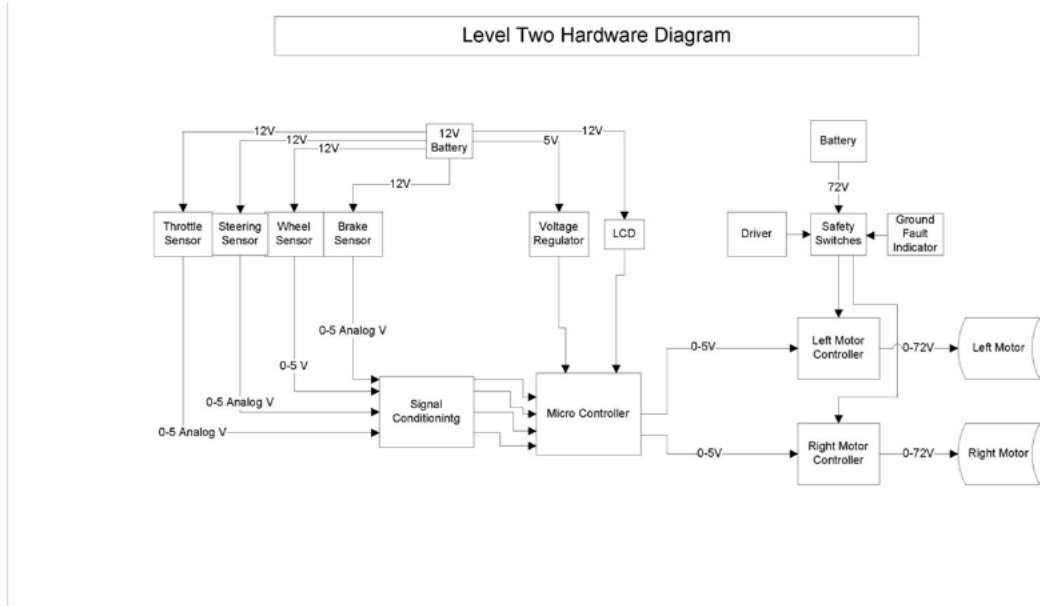 Level Two Hardware Diagram
12V
12V
12V
12V
Battery
5V
12V
Battery
12V
72V
Throttle
Sensor
Steering
Sensor
Wheel
Sensor
Brake
Sensor
Voltage
Regulator
LCD
Driver
Safety
Switches
Ground
Fault
Indicator
0-5 Analog V
0-5 V
0-5 Analog V
0-5 Analog V
Signal
Conditionintg
Micro Controller
0-5V
Left Motor
Controller
0-72V
Left Motor
0-5V
Right Motor
Controller
0-72V
Right Motor